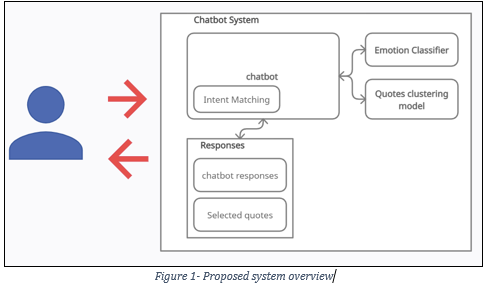 Chatbot System
chatbot
Intent Matching
Emotion Classifier
Quotes clustering
model
Responses
chatbot responses
Selected quotes
Figure 1- Proposed system overview